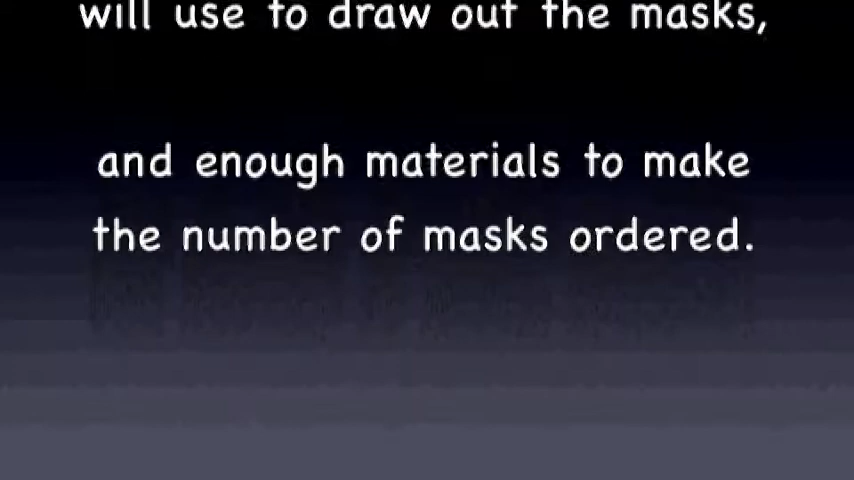 will use to draw out the masks,
and enough materials to make
the number of masks ordered.